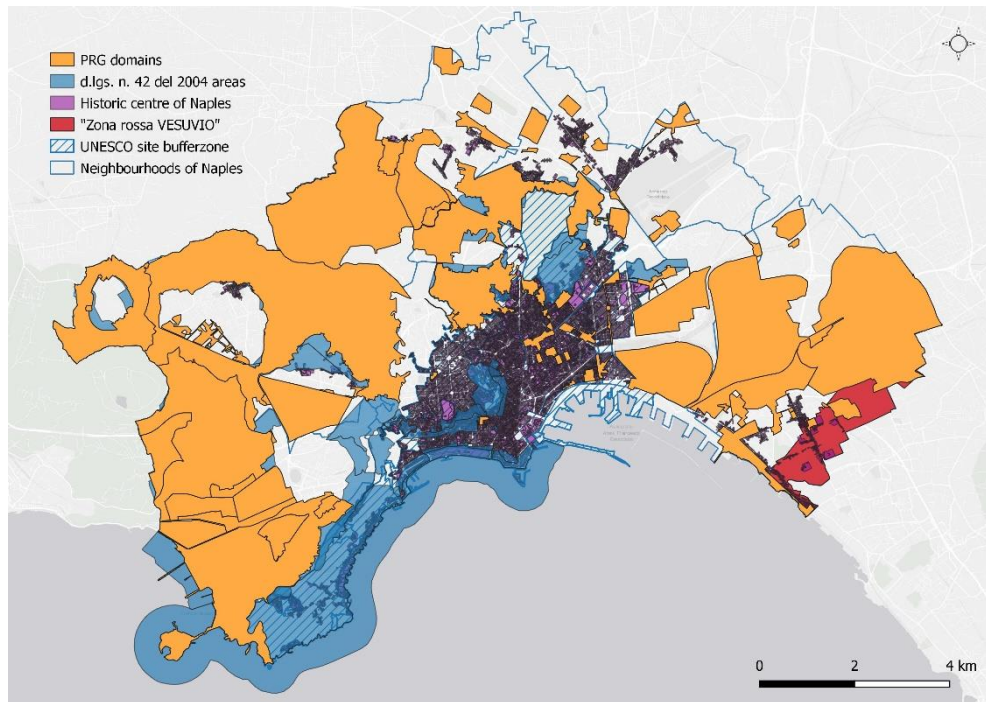 PRG domains
d.lgs. n. 42 del 2004 areas
Historic centre of Naples
"Zona rossa VESUVIO"
UNESCO site bufferzone
Neighbourhoods of Naples
0
2
4 km